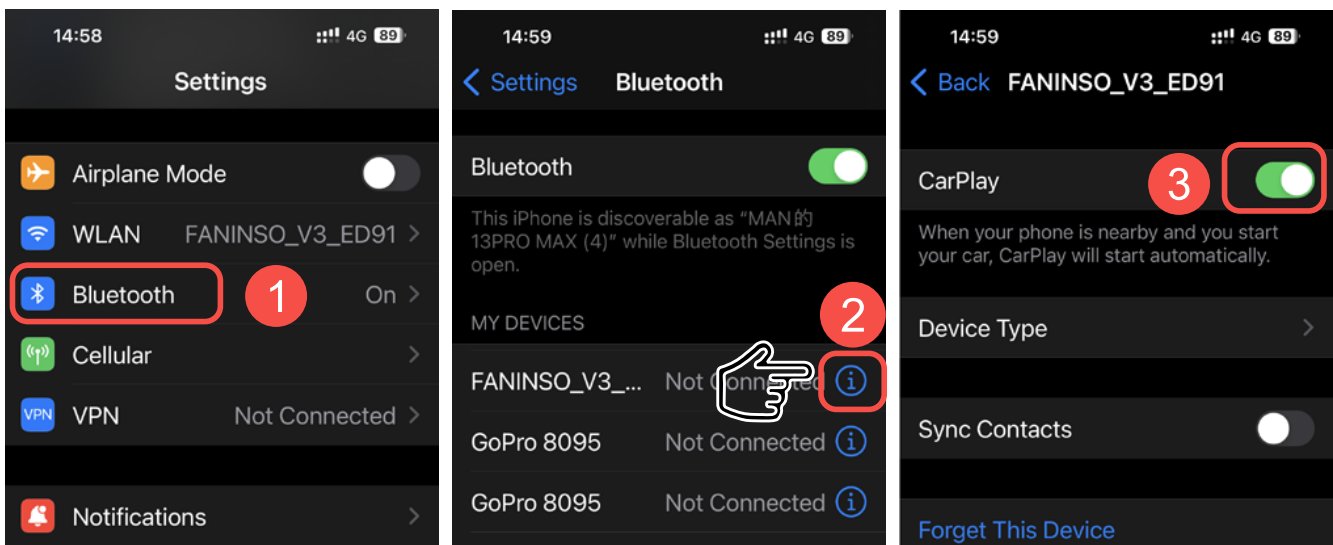 14:58 4G 89
Settings
Airplane Mode
WLAN FANINSO_V3_ED91
Bluetooth 1 On
Cellular
VPN VPN Not Connected
Notifications
14:59 4G 89
Settings Bluetooth
Bluetooth
This iPhone is discoverable as “MAN的
13PRO MAX (4)” while Bluetooth Settings is
open.
MY DEVICES 2
FANINSO_V3_... Not Connected
GoPro 8095 Not Connected
GoPro 8095 Not Connected
14:59 4G 89
Back FANINSO_V3_ED91
CarPlay 3
When your phone is nearby and you start
your car, CarPlay will start automatically.
Device Type
Sync Contacts
Forget This Device